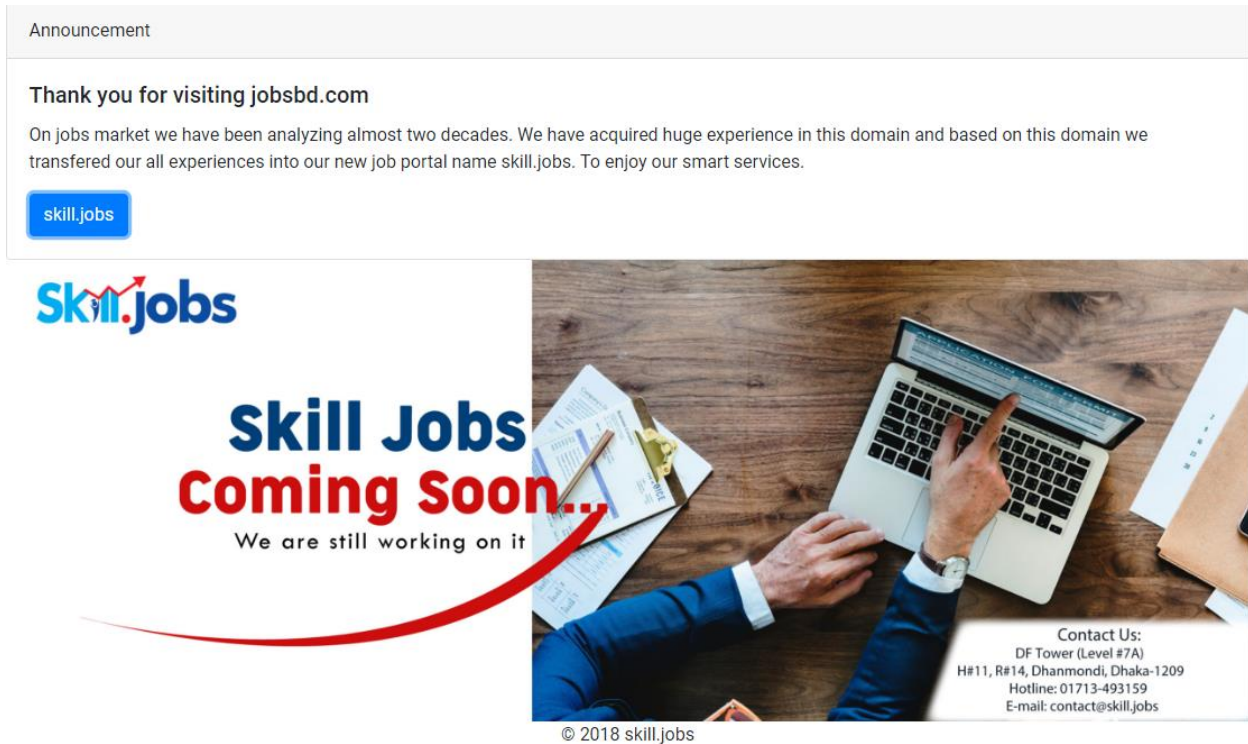 Announcement
Thank you for visiting jobsbd.com
On jobs market we have been analyzing almost two decades. We have acquired huge experience in this domain and based on this domain we
transfered our all experiences into our new job portal name skill.jobs. To enjoy our smart services.
skill.jobs
Skill.jobs
Skill Jobs
Coming Soon...
We are still working on it
APPLICATION FOR
Contact Us:
DF Tower (Level #7A)
H#11, R#14, Dhanmondi, Dhaka-1209
Hotline: 01713-493159
E-mail: contact@skill.jobs
© 2018 skill.jobs